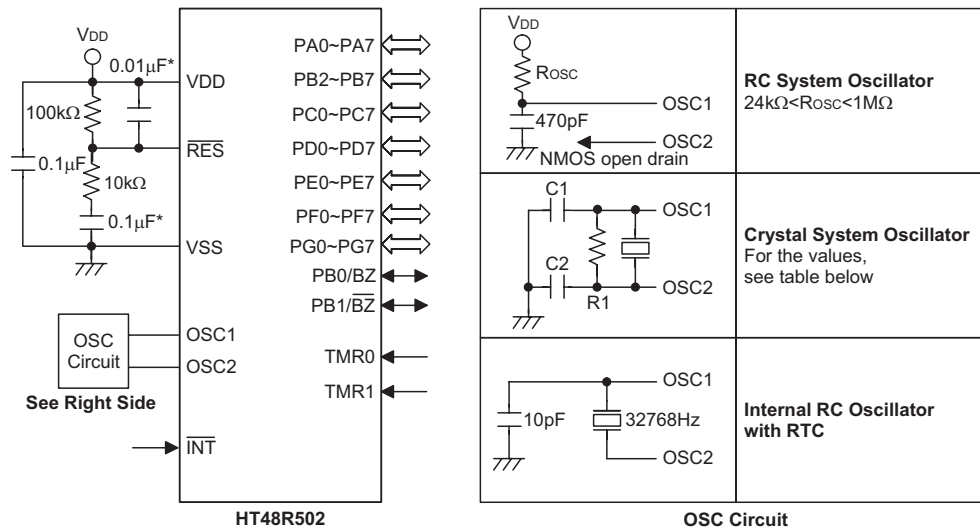 VDD
0.01μF*
VDD
100kΩ
RES
0.1μF
10kΩ
0.1μF*
VSS
OSC
Circuit
OSC1
OSC2
See Right Side
INT
PA0~PA7
PB2~PB7
PC0~PC7
PD0~PD7
PE0~PE7
PF0~PF7
PG0~PG7
PB0/BZ
PB1/BZ
TMR0
TMR1
HT48R502
VDD
ROSC
OSC1
470pF
OSC2
NMOS open drain
RC System Oscillator
24kΩ<ROSC<1MΩ
C1
OSC1
C2
R1
OSC2
Crystal System Oscillator
For the values,
see table below
OSC1
10pF
32768Hz
OSC2
Internal RC Oscillator
with RTC
OSC Circuit